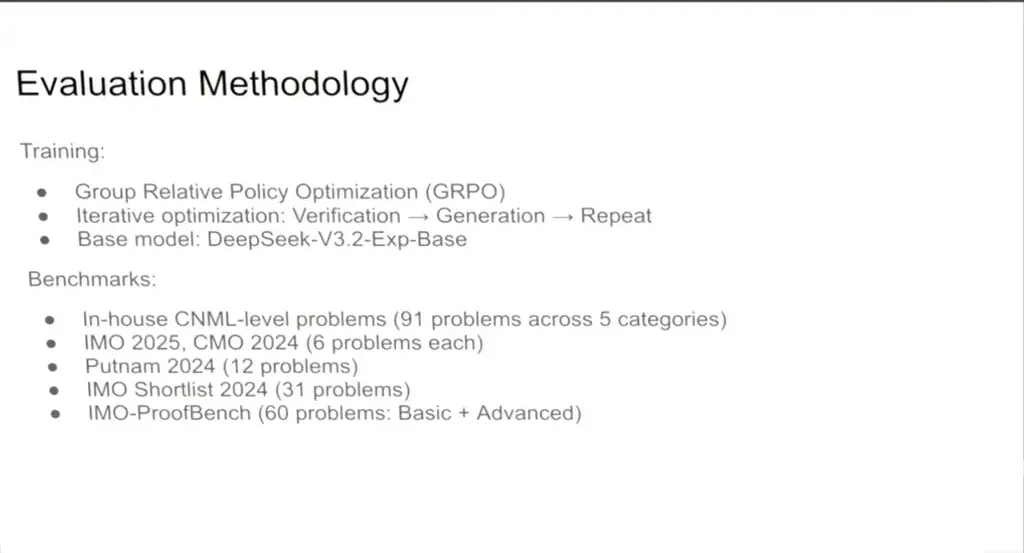 Evaluation Methodology
Training:
● Group Relative Policy Optimization (GRPO)
● Iterative optimization: Verification → Generation → Repeat
● Base model: DeepSeek-V3.2-Exp-Base
Benchmarks:
● In-house CNML-level problems (91 problems across 5 categories)
● IMO 2025, CMO 2024 (6 problems each)
● Putnam 2024 (12 problems)
● IMO Shortlist 2024 (31 problems)
● IMO-ProofBench (60 problems: Basic + Advanced)